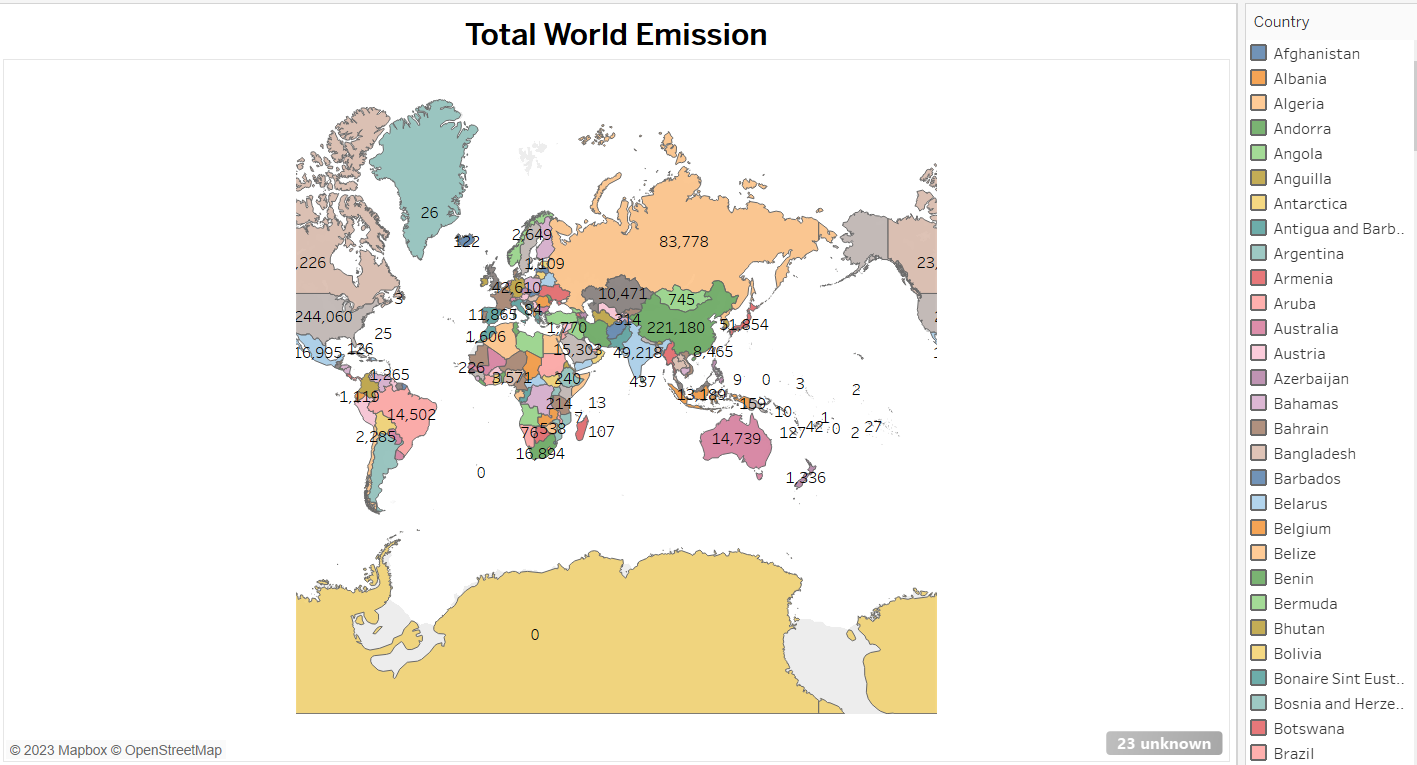 Total World Emission
Country
Afghanistan
Albania
Algeria
Andorra
Angola
Anguilla
Antarctica
Antigua and Barb..
Argentina
Armenia
Aruba
Australia
Austria
Azerbaijan
Bahamas
Bahrain
Bangladesh
Barbados
Belarus
Belgium
Belize
Benin
Bermuda
Bhutan
Bolivia
Bonaire Sint Eust..
Bosnia and Herze..
Botswana
Brazil
26
122
2,649
83,778
,226
1,109
23,
42,610
10,471
745
3
244,060
11,865
84
314
51,854
25
1,606
1,770
221,180
16,995
126
15,303
49,218
8,465
226
1,265
3,571
240
437
9
0
3
2
1,119
214
13
13,189
159
10
14,502
7
1
2,285
76
538
107
14,739
127
42
0
2
27
16,894
0
1,336
0
23 unknown
© 2023 Mapbox © OpenStreetMap